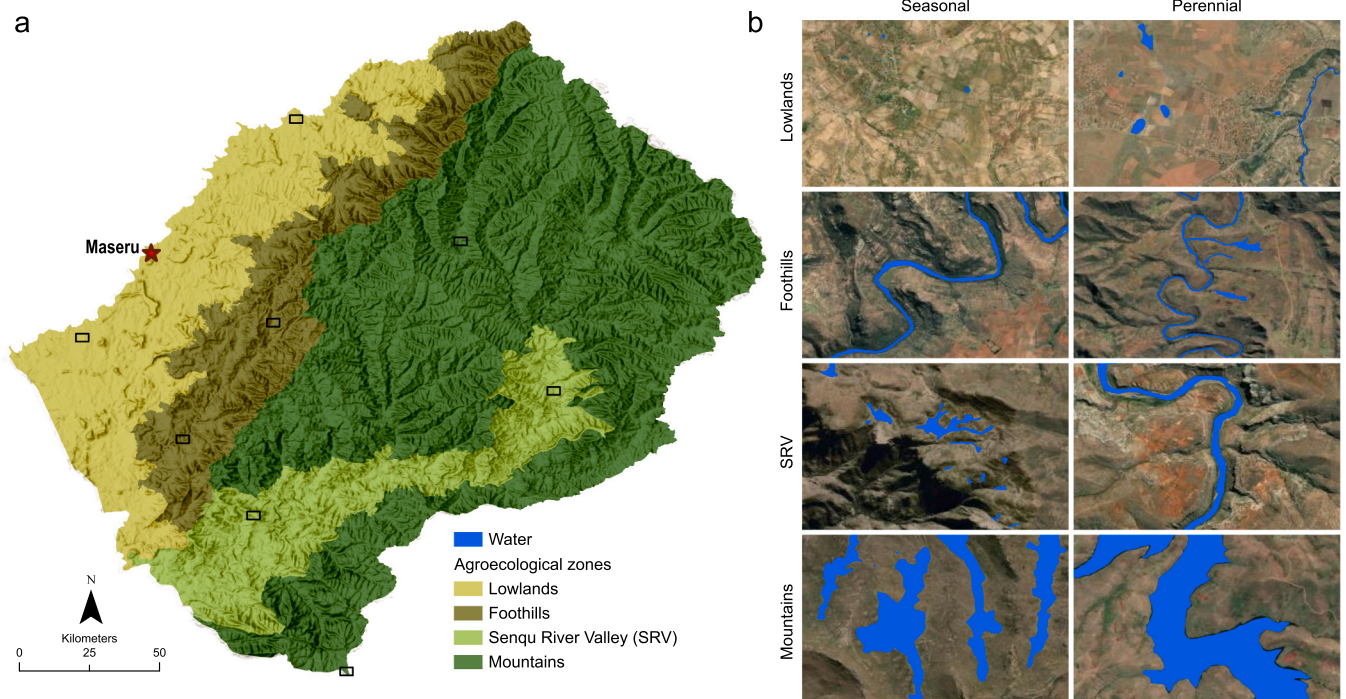 a
Maseru
N
Kilometers
0 25 50
Water
Agroecological zones
Lowlands
Foothills
Senqu River Valley (SRV)
Mountains
b
Seasonal Perennial
Lowlands
Foothills
SRV
Mountains